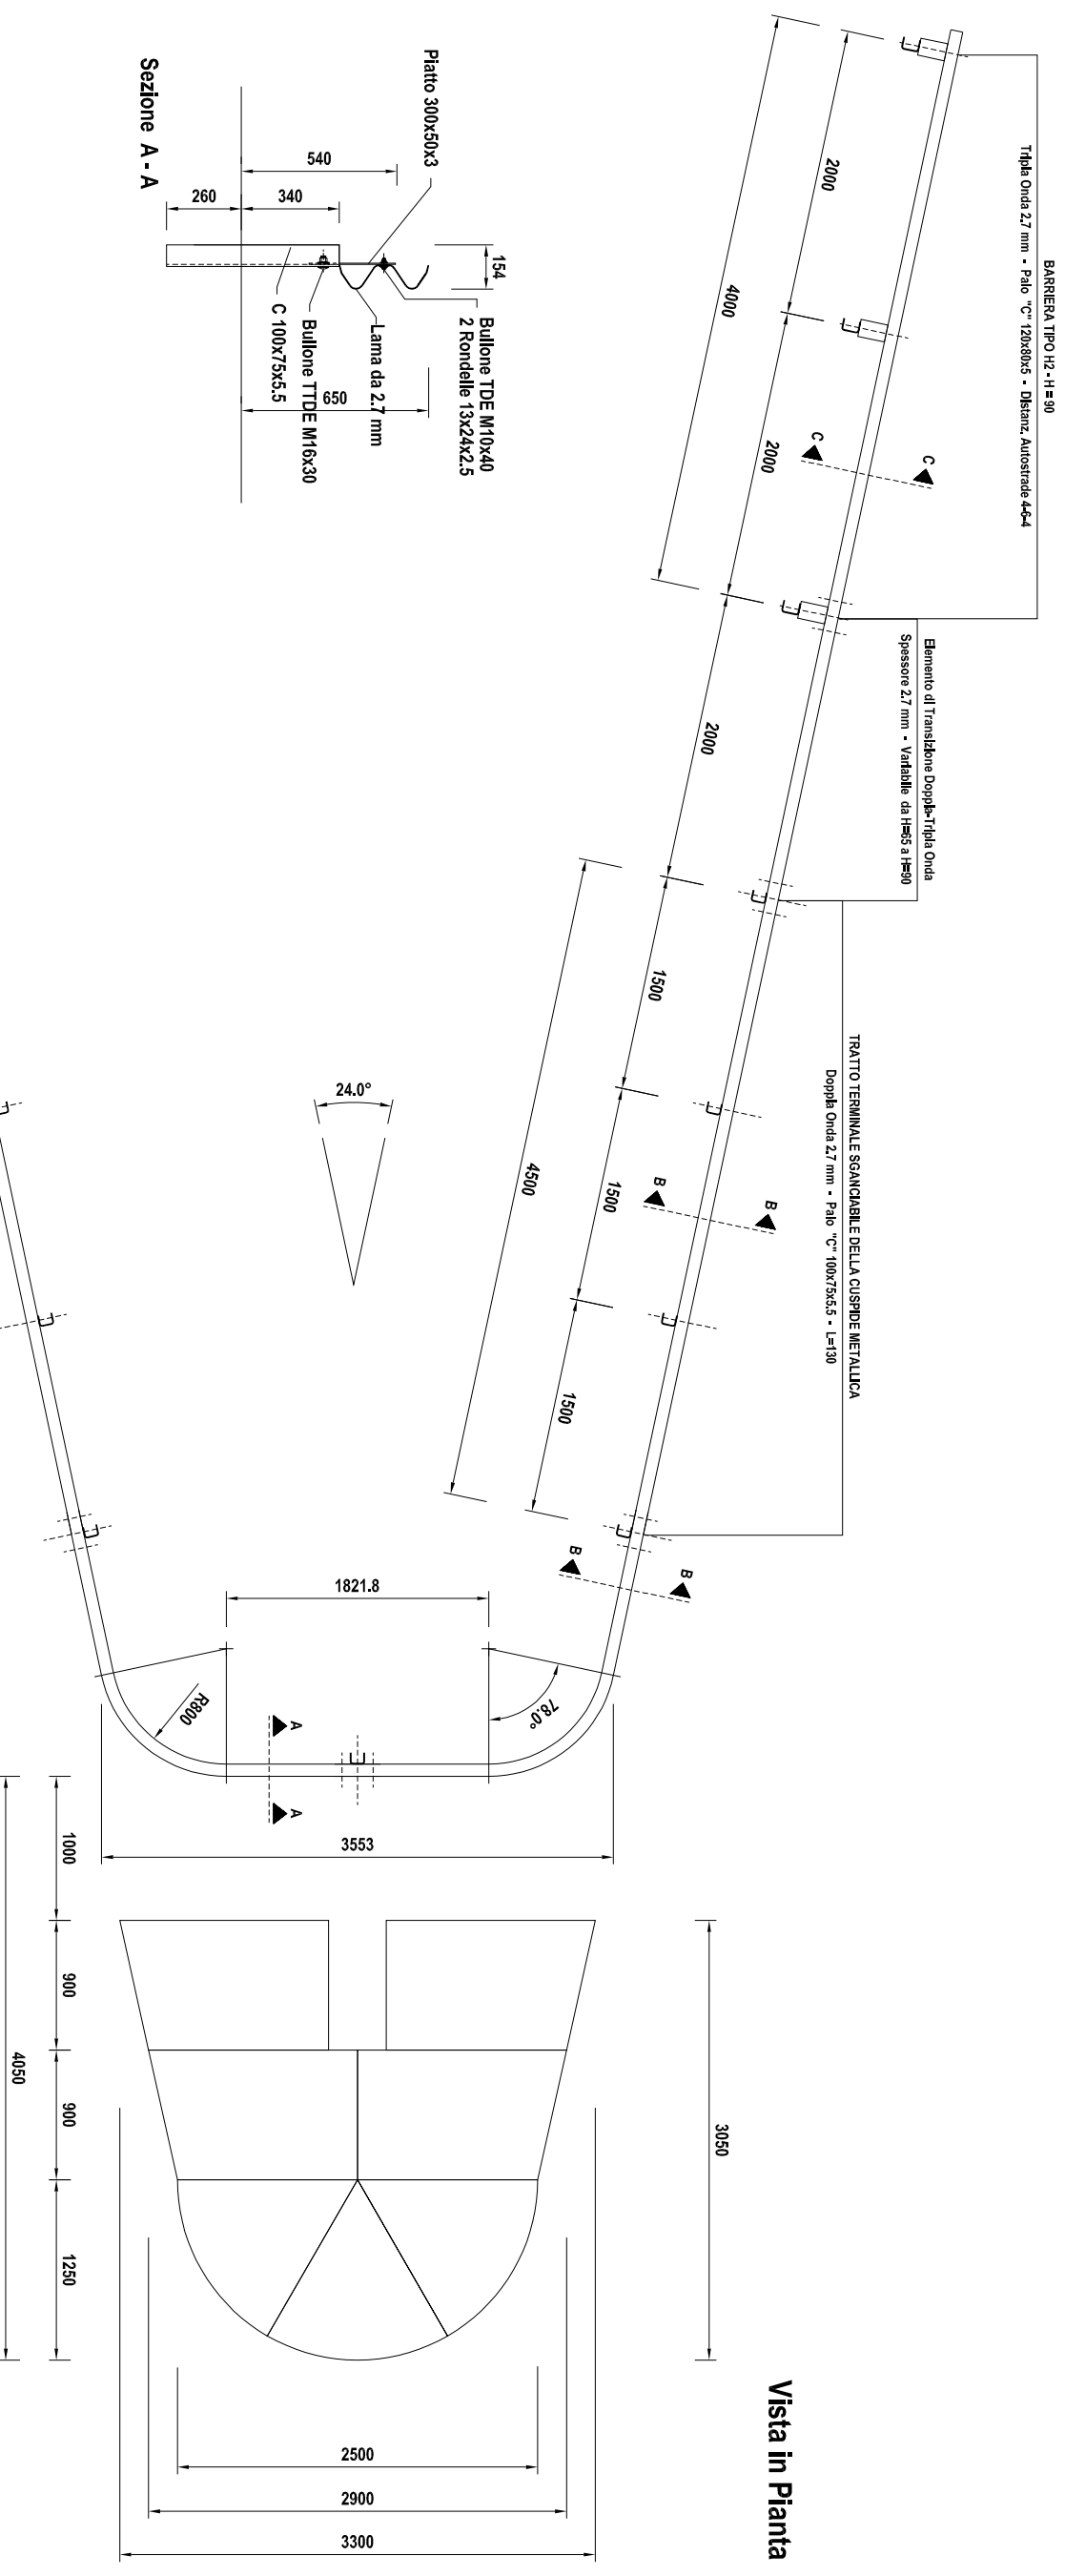 Vista in Pianta
BARRIERA TIPO H2 - H = 90
Tripla Onda 2.7 mm - Palo "C" 120x80x5 - Distanz. Autostrade 4-6-4
Elemento di Transizione Doppla-Tripla Onda
Spessore 2.7 mm - Variabile da H=65 a H=90
TRATTO TERMINALE SGANCIABILE DELLA CUSPIDE METALLICA
Doppla Onda 2.7 mm - Palo "C" 100x75x5.5 - L=130
2000
4000
2000
C
C
2000
1500
1500
4500
1500
B
B
B
B
24.0°
1821.8
78.0°
R800
A
A
3553
1000
900
900
1250
4050
3050
2500
2900
3300
Piatto 300x50x3
154
Bullone TDE M10x40
2 Rondelle 13x24x2.5
Lama da 2.7 mm
650
Bullone TTDE M16x30
C 100x75x5.5
540
340
260
Sezione A - A